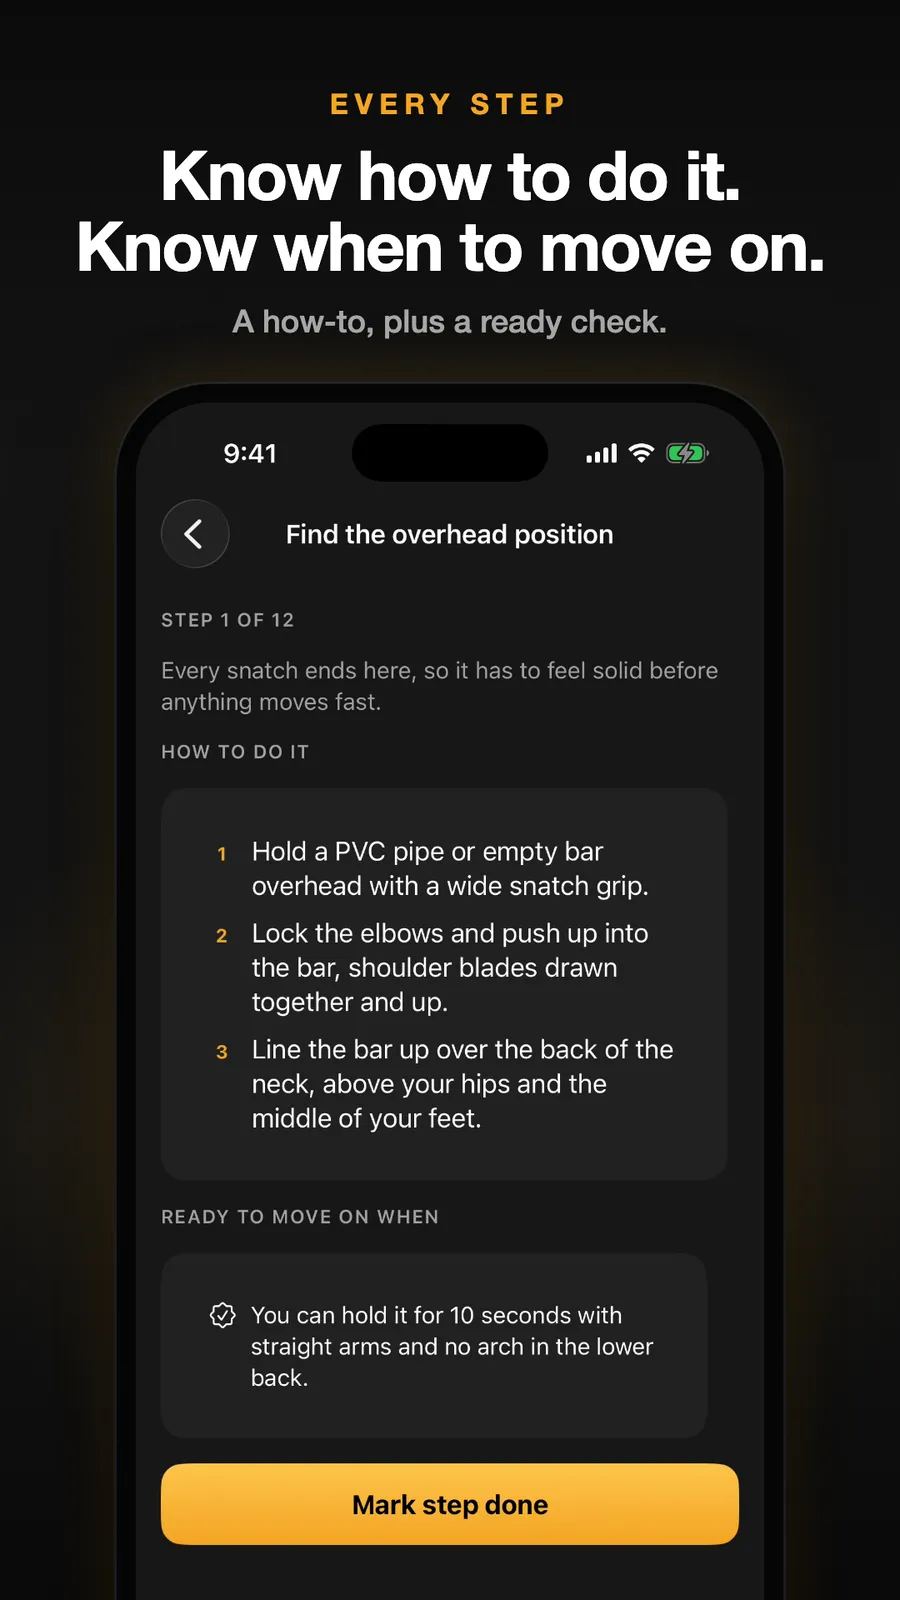 EVERY STEP
Know how to do it.
Know when to move on.
A how-to, plus a ready check.
9:41
Find the overhead position
STEP 1 OF 12
Every snatch ends here, so it has to feel solid before
anything moves fast.
HOW TO DO IT
1 Hold a PVC pipe or empty bar
overhead with a wide snatch grip.
2 Lock the elbows and push up into
the bar, shoulder blades drawn
together and up.
3 Line the bar up over the back of the
neck, above your hips and the
middle of your feet.
READY TO MOVE ON WHEN
You can hold it for 10 seconds with
straight arms and no arch in the lower
back.
Mark step done